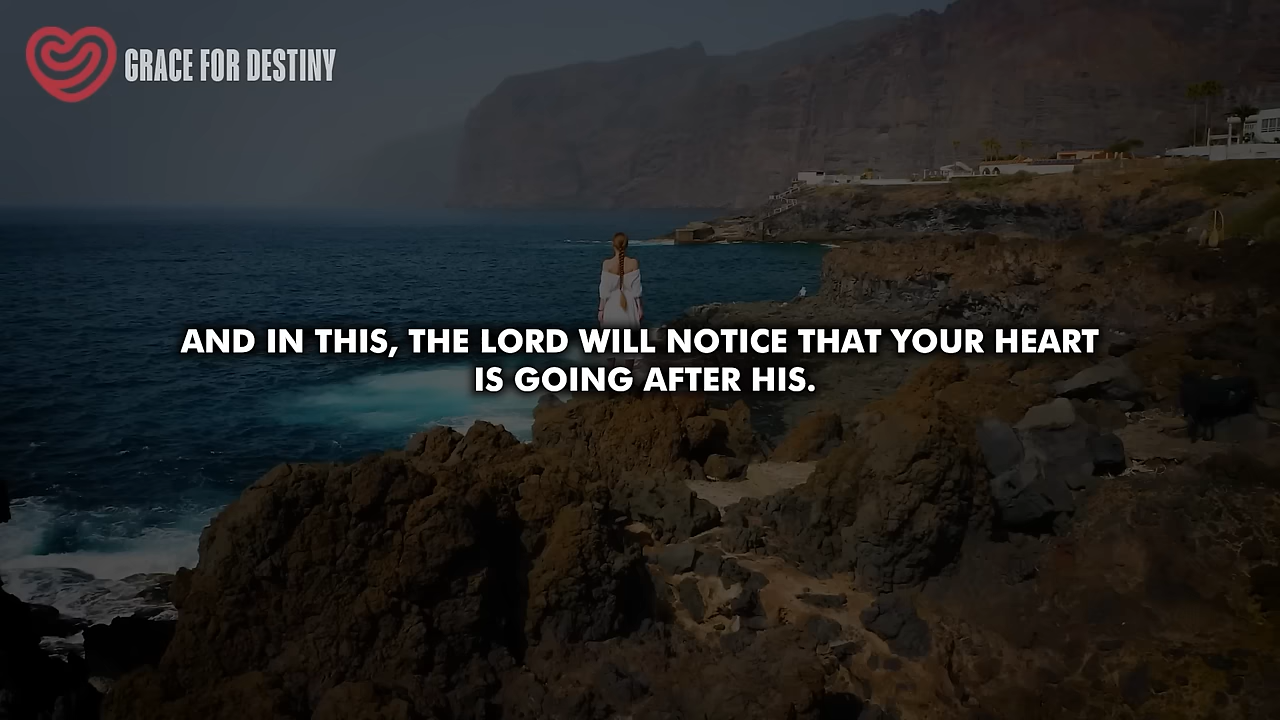 GRACE FOR DESTINY
AND IN THIS, THE LORD WILL NOTICE THAT YOUR HEART
IS GOING AFTER HIS.